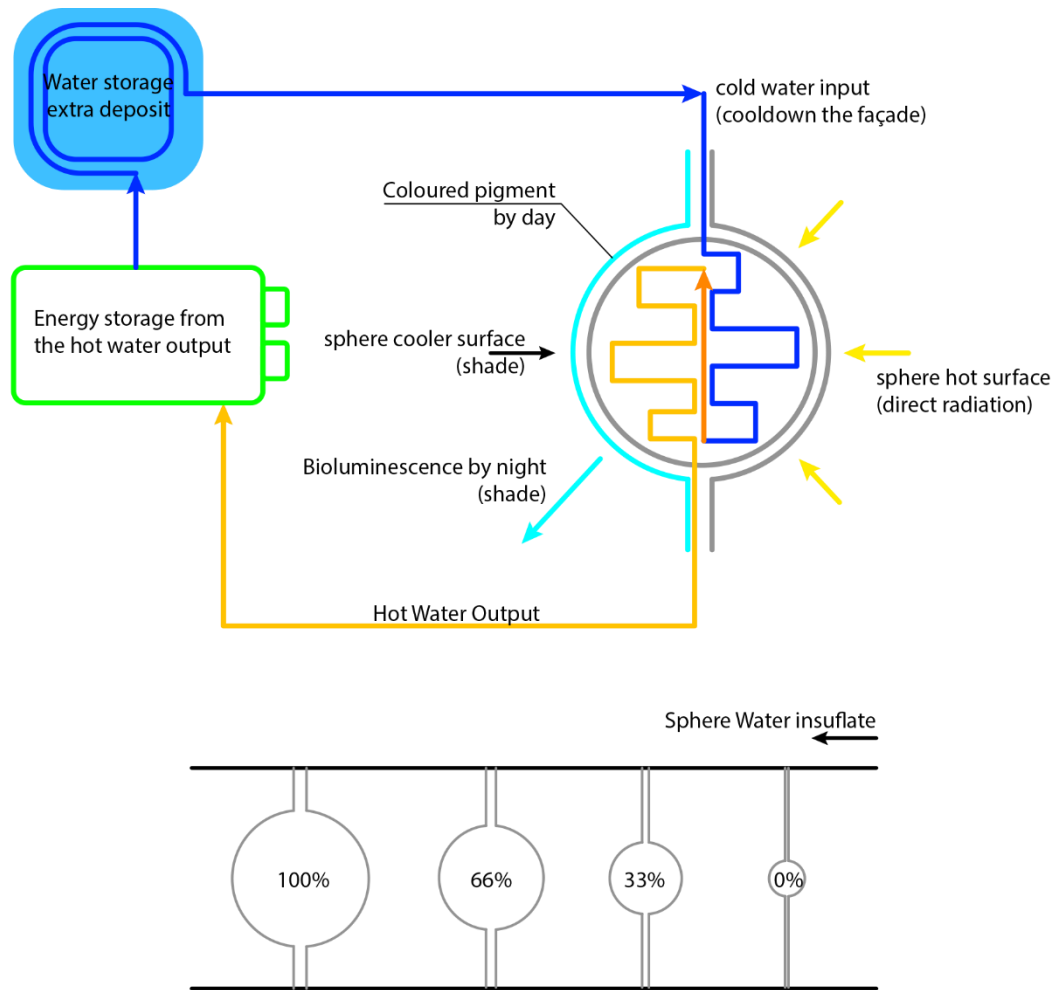 Water storage
extra deposit
cold water input
(cooldown the façade)
Coloured pigment
by day
Energy storage from
the hot water output
sphere cooler surface
(shade)
sphere hot surface
(direct radiation)
Bioluminescence by night
(shade)
Hot Water Output
Sphere Water insuflate
100%
66%
33%
0%